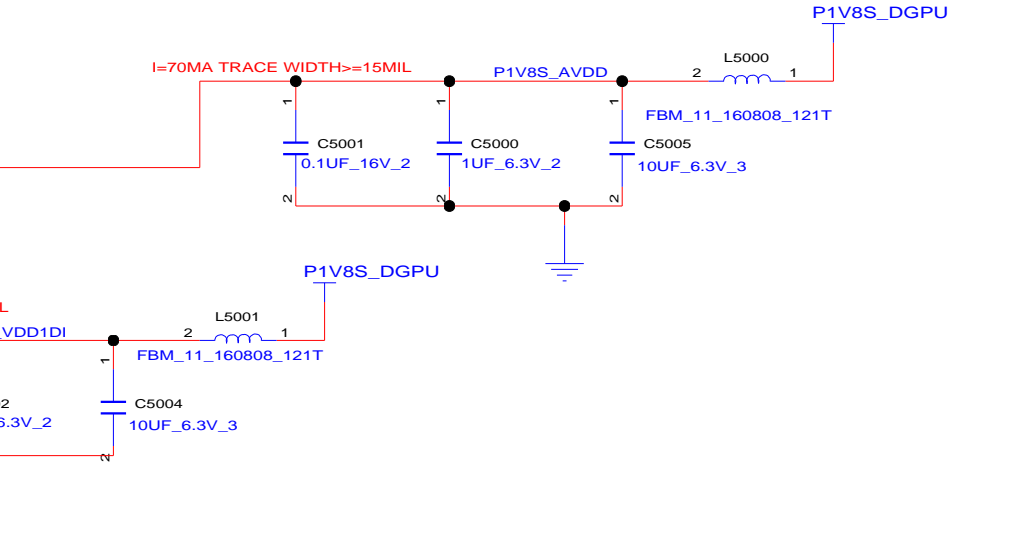 P1V8S_DGPU
L5000
I=70MA TRACE WIDTH>=15MIL
P1V8S_AVDD
2
1
1
1
1
FBM_11_160808_121T
C5001
C5000
C5005
0.1UF_16V_2
1UF_6.3V_2
10UF_6.3V_3
2
2
2
P1V8S_DGPU
L
L5001
_VDD1DI
2
1
FBM_11_160808_121T
1
2
C5004
6.3V_2
10UF_6.3V_3
2